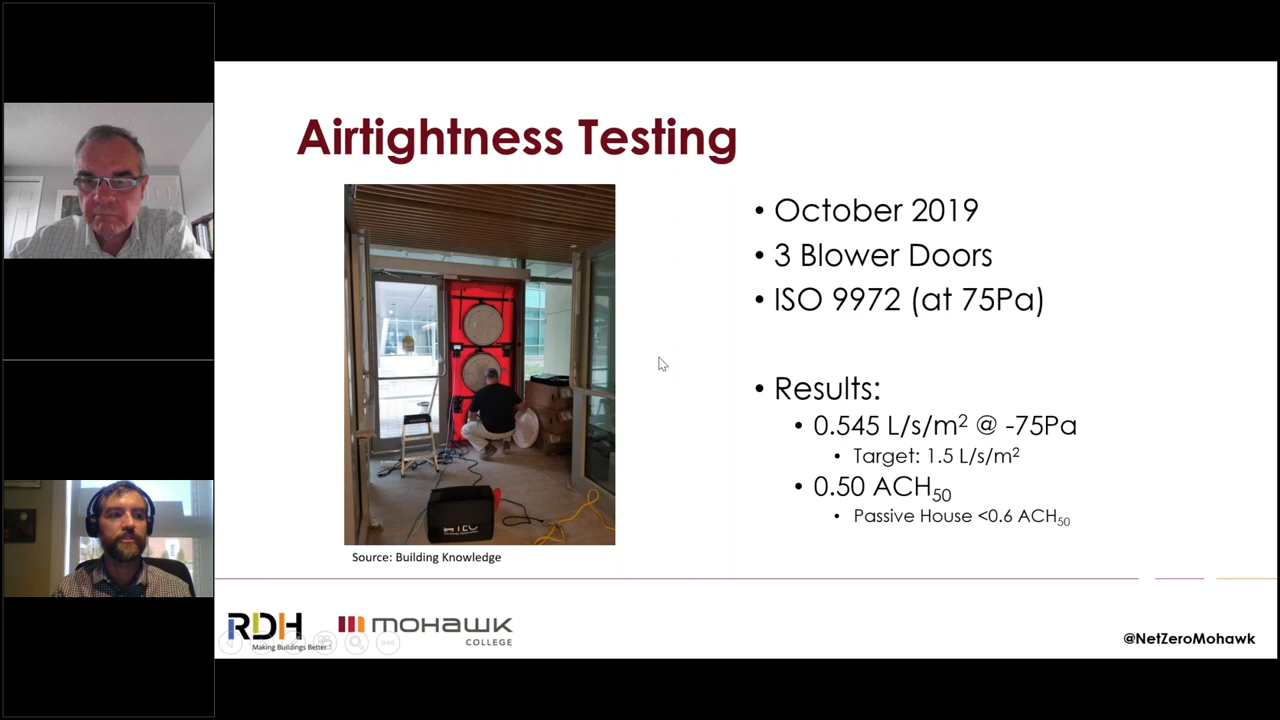 Airtightness Testing
• October 2019
• 3 Blower Doors
• ISO 9972 (at 75Pa)
• Results:
• 0.545 L/s/m² @ -75Pa
• Target: 1.5 L/s/m²
• 0.50 ACH₅₀
• Passive House <0.6 ACH₅₀
TEC
Source: Building Knowledge
RDH
Making Buildings Better
mohawk
COLLEGE
@NetZeroMohawk